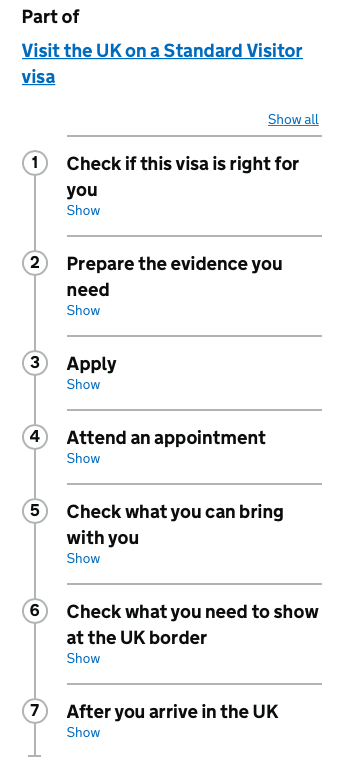 Part of
Visit the UK on a Standard Visitor
visa
Show all
1
Check if this visa is right for
you
Show
2
Prepare the evidence you
need
Show
3
Apply
Show
4
Attend an appointment
Show
5
Check what you can bring
with you
Show
6
Check what you need to show
at the UK border
Show
7
After you arrive in the UK
Show